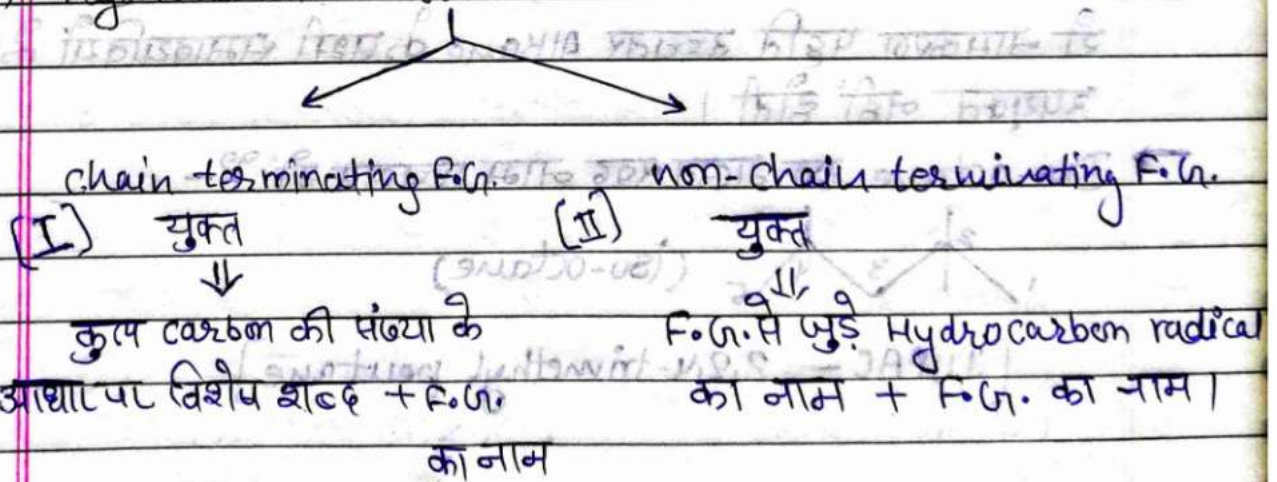 chain terminating F.G. non-chain terminating F.G.
(I) युक्त (II) युक्त
कुल carbon की संख्या के F.G. से जुड़े Hydrocarbon radical
आधार पर विशेष शब्द + F.G. का नाम + F.G. का नाम।
का नाम